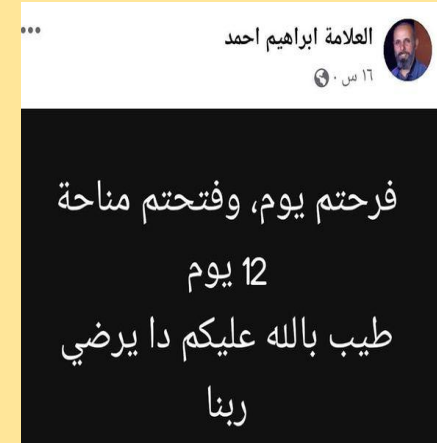 العلامة ابراهيم احمد
١٦ س ·
فرحتم يوم، وفتحتم مناحة
12 يوم
طيب بالله عليكم دا يرضي
ربنا